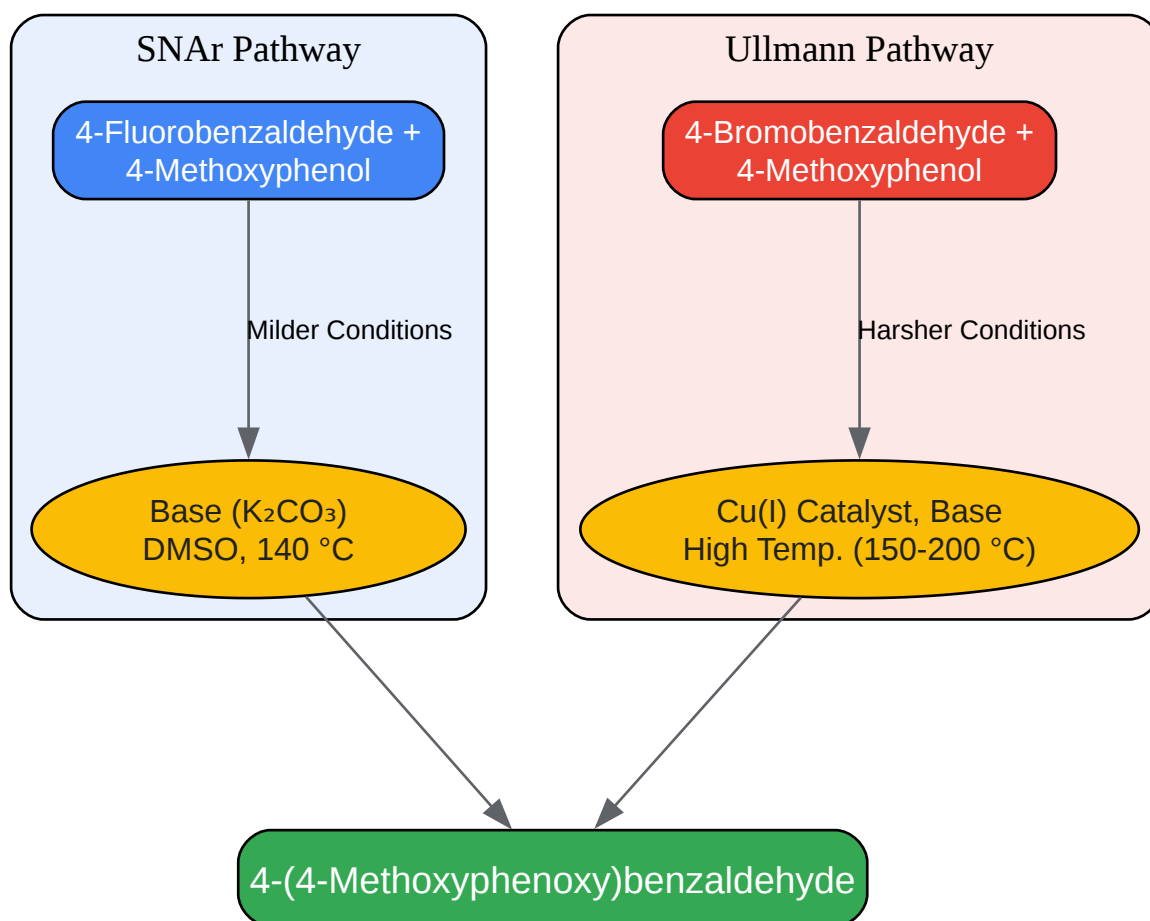 SNAr Pathway
4-Fluorobenzaldehyde +
4-Methoxyphenol
Milder Conditions
Base (K₂CO₃)
DMSO, 140 °C
Ullmann Pathway
4-Bromobenzaldehyde +
4-Methoxyphenol
Harsher Conditions
Cu(I) Catalyst, Base
High Temp. (150-200 °C)
4-(4-Methoxyphenoxy)benzaldehyde